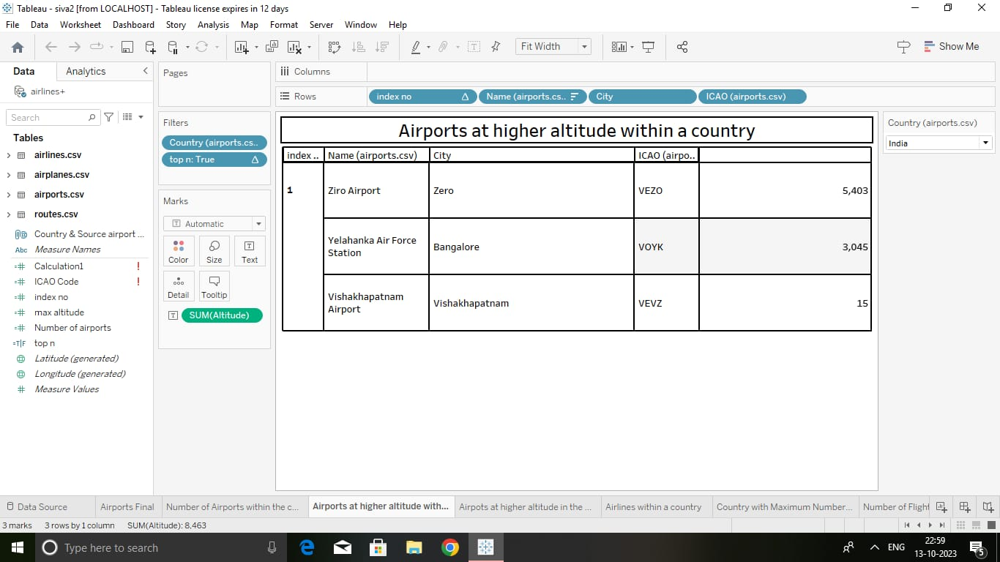 Tableau - siva2 [from LOCALHOST] - Tableau license expires in 12 days
File Data Worksheet Dashboard Story Analysis Map Format Server Window Help
Fit Width
Show Me
Data Analytics
airlines+
Search
Tables
airlines.csv
airplanes.csv
airports.csv
routes.csv
Country & Source airport ...
Abc Measure Names
=# Calculation1 !
=# ICAO Code !
=# index no
=# max altitude
=# Number of airports
=T|F top n
Latitude (generated)
Longitude (generated)
# Measure Values
Pages
Filters
Country (airports.cs..
top n: True Δ
Marks
T Automatic
Color Size T Text
Detail Tooltip
T SUM(Altitude)
Columns
Rows index no Δ Name (airports.cs.. City ICAO (airports.csv)
Airports at higher altitude within a country
index .. Name (airports.csv) City ICAO (airpo..
1 Ziro Airport Zero VEZO 5,403
Yelahanka Air Force
Station Bangalore VOYK 3,045
Vishakhapatnam
Airport Vishakhapatnam VEVZ 15
Country (airports.csv)
India
Data Source Airports Final Number of Airports within the c... Airports at higher altitude with... Airpots at higher altitude in the ... Airlines within a country Country with Maximum Number... Number of Flight
3 marks 3 rows by 1 column SUM(Altitude): 8,463
Type here to search
ENG
22:59
13-10-2023
5